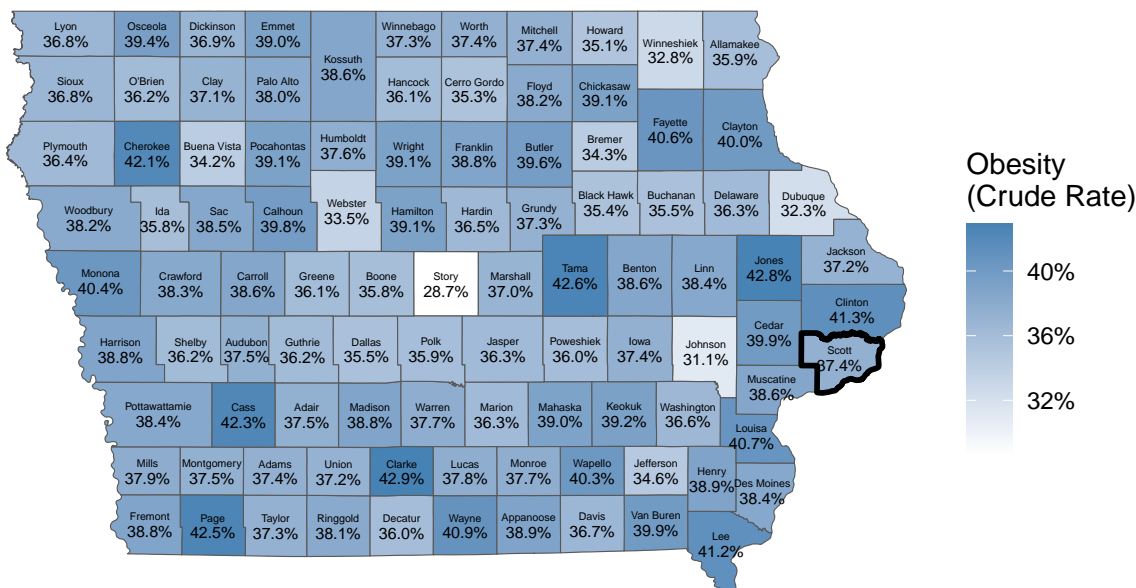 Lyon
36.8%
Osceola
39.4%
Dickinson
36.9%
Emmet
39.0%
Winnebago
37.3%
Worth
37.4%
Mitchell
37.4%
Howard
35.1%
Winneshiek
32.8%
Allamakee
35.9%
Kossuth
38.6%
Sioux
36.8%
O'Brien
36.2%
Clay
37.1%
Palo Alto
38.0%
Hancock
36.1%
Cerro Gordo
35.3%
Floyd
38.2%
Chickasaw
39.1%
Fayette
40.6%
Clayton
40.0%
Plymouth
36.4%
Cherokee
42.1%
Buena Vista
34.2%
Pocahontas
39.1%
Humboldt
37.6%
Wright
39.1%
Franklin
38.8%
Butler
39.6%
Bremer
34.3%
Woodbury
38.2%
Ida
35.8%
Sac
38.5%
Calhoun
39.8%
Webster
33.5%
Hamilton
39.1%
Hardin
36.5%
Grundy
37.3%
Black Hawk
35.4%
Buchanan
35.5%
Delaware
36.3%
Dubuque
32.3%
Monona
40.4%
Crawford
38.3%
Carroll
38.6%
Greene
36.1%
Boone
35.8%
Story
28.7%
Marshall
37.0%
Tama
42.6%
Benton
38.6%
Linn
38.4%
Jones
42.8%
Jackson
37.2%
Clinton
41.3%
Harrison
38.8%
Shelby
36.2%
Audubon
37.5%
Guthrie
36.2%
Dallas
35.5%
Polk
35.9%
Jasper
36.3%
Poweshiek
36.0%
Iowa
37.4%
Johnson
31.1%
Cedar
39.9%
Scott
37.4%
Muscatine
38.6%
Pottawattamie
38.4%
Cass
42.3%
Adair
37.5%
Madison
38.8%
Warren
37.7%
Marion
36.3%
Mahaska
39.0%
Keokuk
39.2%
Washington
36.6%
Louisa
40.7%
Mills
37.9%
Montgomery
37.5%
Adams
37.4%
Union
37.2%
Clarke
42.9%
Lucas
37.8%
Monroe
37.7%
Wapello
40.3%
Jefferson
34.6%
Henry
38.9%
Des Moines
38.4%
Fremont
38.8%
Page
42.5%
Taylor
37.3%
Ringgold
38.1%
Decatur
36.0%
Wayne
40.9%
Appanoose
38.9%
Davis
36.7%
Van Buren
39.9%
Lee
41.2%
Obesity
(Crude Rate)
40%
36%
32%